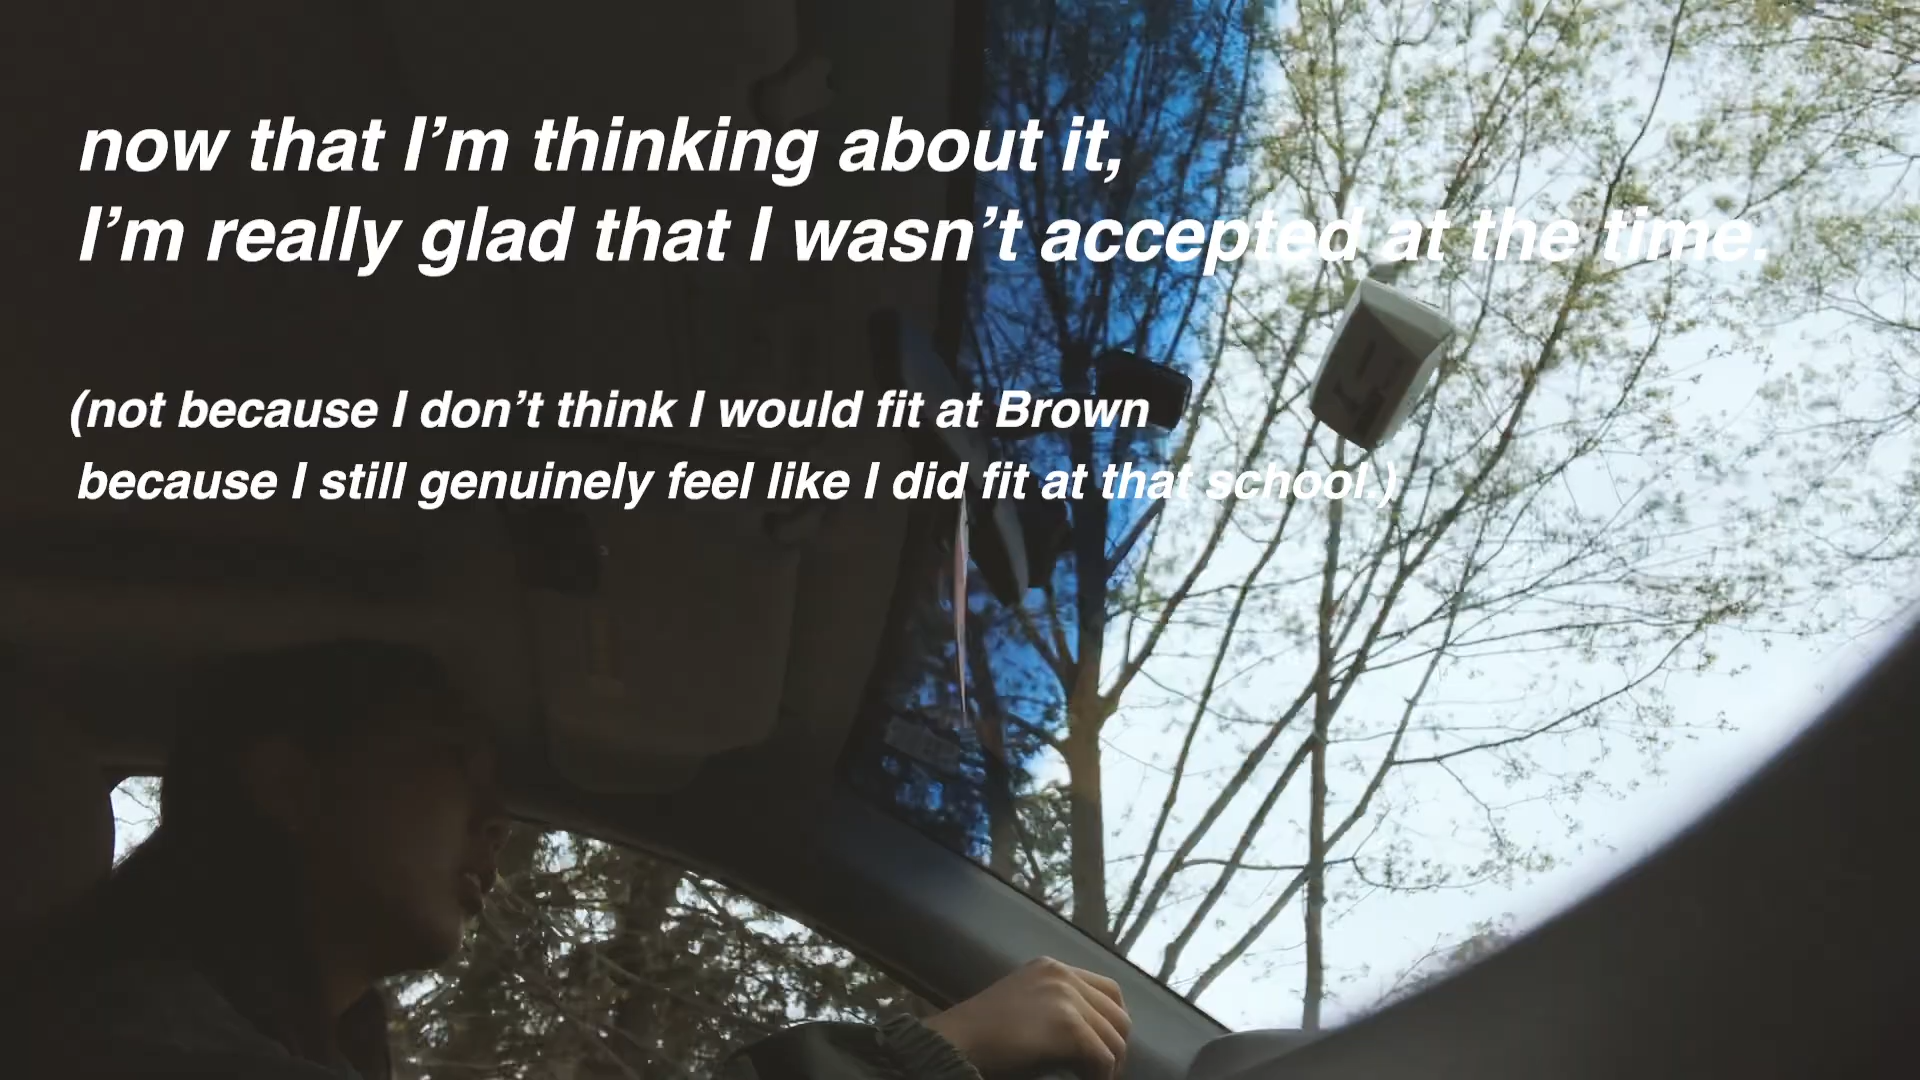 now that I’m thinking about it,
I’m really glad that I wasn’t accepted at the time.
(not because I don’t think I would fit at Brown
because I still genuinely feel like I did fit at that school.)